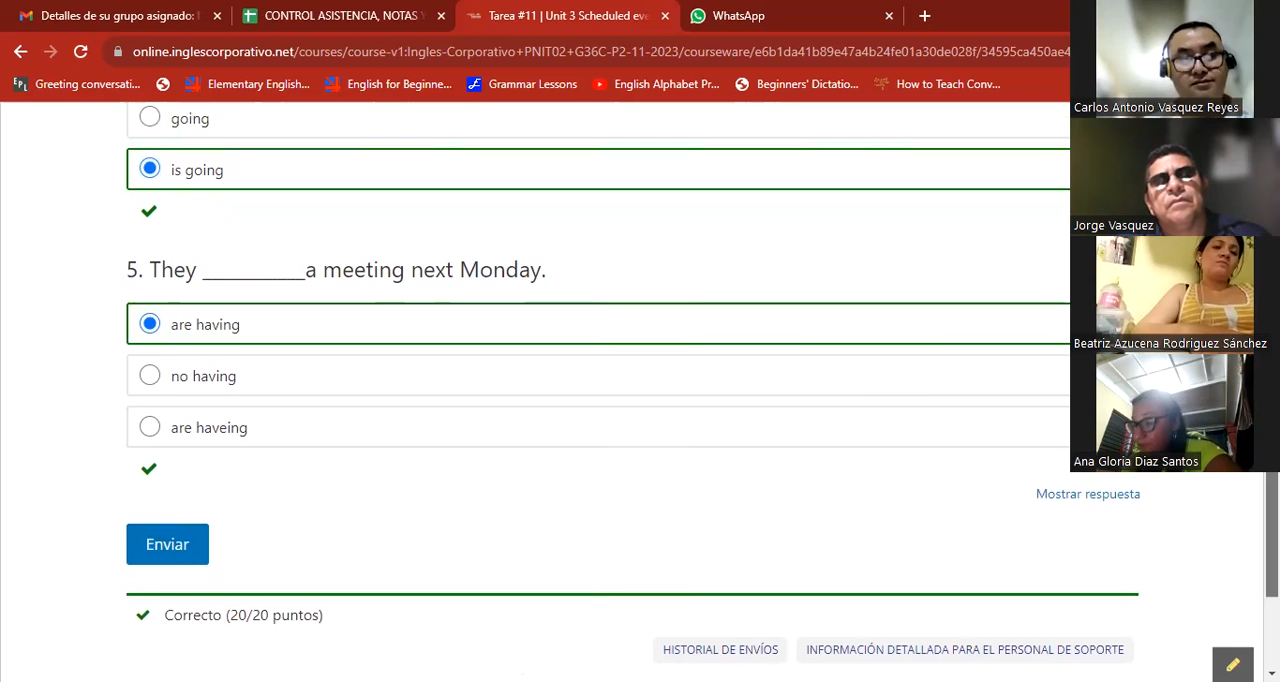 Detalles de su grupo asignado:
CONTROL ASISTENCIA, NOTAS Y
Tarea #11 | Unit 3 Scheduled eve
WhatsApp
online.inglescorporativo.net/courses/course-v1:Ingles-Corporativo+PNIT02+G36C-P2-11-2023/courseware/e6b1da41b89e47a4b24fe01a30de028f/34595ca450ae4
Greeting conversati...
Elementary English...
English for Beginne...
Grammar Lessons
English Alphabet Pr...
Beginners' Dictatio...
How to Teach Conv...
going
is going
5. They __________a meeting next Monday.
are having
no having
are haveing
Mostrar respuesta
Enviar
Correcto (20/20 puntos)
HISTORIAL DE ENVÍOS
INFORMACIÓN DETALLADA PARA EL PERSONAL DE SOPORTE
Carlos Antonio Vasquez Reyes
Jorge Vasquez
Beatriz Azucena Rodriguez Sánchez
Ana Gloria Diaz Santos